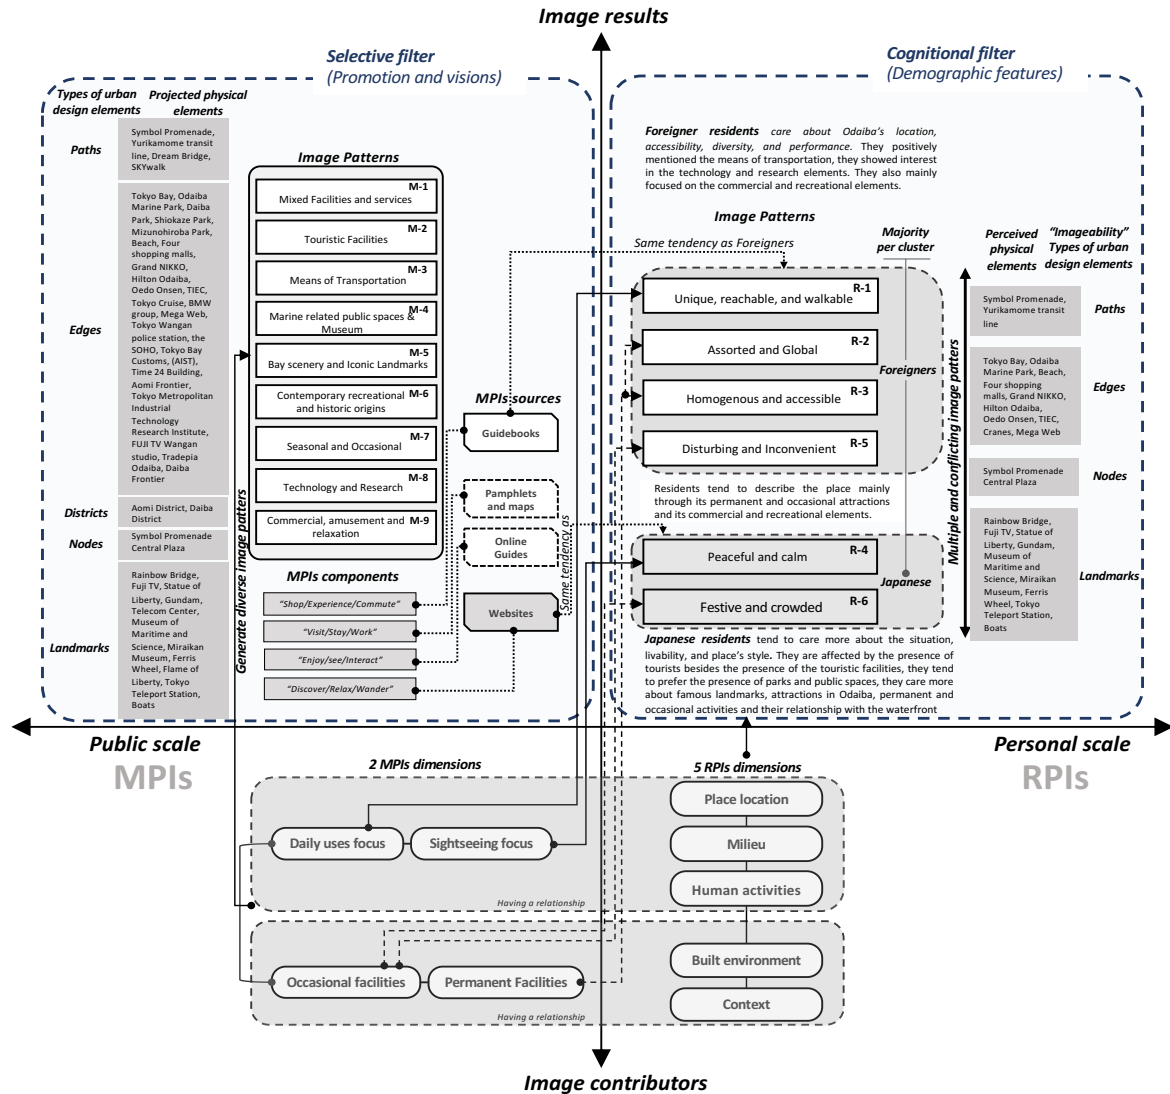 Image results
Selective filter
(Promotion and visions)
Cognitional filter
(Demographic features)
Types of urban
design elements
Projected physical
elements
Paths
Symbol Promenade,
Yurikamome transit
line, Dream Bridge,
SKYwalk
Edges
Tokyo Bay, Odaiba
Marine Park, Daiba
Park, Shiokaze Park,
Mizunohiroba Park,
Beach, Four
shopping malls,
Grand NIKKO,
Hilton Odaiba,
Oedo Onsen, TIEC,
Tokyo Cruise, BMW
group, Mega Web,
Tokyo Wangan
police station, the
SOHO, Tokyo Bay
Customs, (AIST),
Time 24 Building,
Aomi Frontier,
Tokyo Metropolitan
Industrial
Technology
Research Institute,
FUJI TV Wangan
studio, Tradepia
Odaiba, Daiba
Frontier
Districts
Aomi District, Daiba
District
Nodes
Symbol Promenade
Central Plaza
Landmarks
Rainbow Bridge,
Fuji TV, Statue of
Liberty, Gundam,
Telecom Center,
Museum of
Maritime and
Science, Miraikan
Museum, Ferris
Wheel, Flame of
Liberty, Tokyo
Teleport Station,
Boats
Generate diverse image patters
Image Patterns
M-1
Mixed Facilities and services
M-2
Touristic Facilities
M-3
Means of Transportation
M-4
Marine related public spaces &
Museum
M-5
Bay scenery and Iconic Landmarks
M-6
Contemporary recreational
and historic origins
M-7
Seasonal and Occasional
M-8
Technology and Research
M-9
Commercial, amusement and
relaxation
MPIs components
“Shop/Experience/Commute”
“Visit/Stay/Work”
“Enjoy/see/Interact”
“Discover/Relax/Wander”
MPIs sources
Guidebooks
Pamphlets
and maps
Online
Guides
Websites
Same tendency as
Foreigner residents care about Odaiba’s location,
accessibility, diversity, and performance. They positively
mentioned the means of transportation, they showed interest
in the technology and research elements. They also mainly
focused on the commercial and recreational elements.
Image Patterns
Same tendency as Foreigners
Majority
per cluster
R-1
Unique, reachable, and walkable
R-2
Assorted and Global
Foreigners
R-3
Homogenous and accessible
R-5
Disturbing and Inconvenient
Residents tend to describe the place mainly
through its permanent and occasional attractions
and its commercial and recreational elements.
R-4
Peaceful and calm
Japanese
R-6
Festive and crowded
Japanese residents tend to care more about the situation,
livability, and place’s style. They are affected by the presence of
tourists besides the presence of the touristic facilities, they tend
to prefer the presence of parks and public spaces, they care more
about famous landmarks, attractions in Odaiba, permanent and
occasional activities and their relationship with the waterfront
Multiple and conflicting image patterns
Perceived
physical
elements
“Imageability”
Types of urban
design elements
Symbol Promenade,
Yurikamome transit
line
Paths
Tokyo Bay, Odaiba
Marine Park, Beach,
Four shopping
malls, Grand NIKKO,
Hilton Odaiba,
Oedo Onsen, TIEC,
Cranes, Mega Web
Edges
Symbol Promenade
Central Plaza
Nodes
Rainbow Bridge,
Fuji TV, Statue of
Liberty, Gundam,
Museum of
Maritime and
Science, Miraikan
Museum, Ferris
Wheel, Tokyo
Teleport Station,
Boats
Landmarks
Public scale
MPIs
Personal scale
RPIs
2 MPIs dimensions
5 RPIs dimensions
Daily uses focus
Sightseeing focus
Place location
Milieu
Human activities
Having a relationship
Occasional facilities
Permanent Facilities
Built environment
Context
Having a relationship
Image contributors